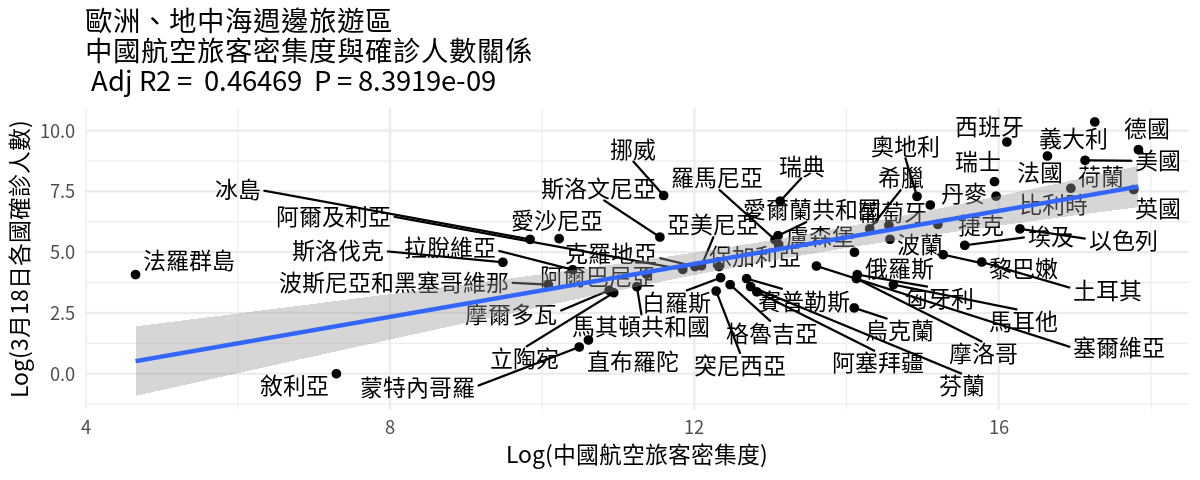 歐洲、地中海週邊旅遊區
中國航空旅客密集度與確診人數關係
Adj R2 = 0.46469 P = 8.3919e-09
Log(3月18日各國確診人數)
10.0
7.5
5.0
2.5
0.0
西班牙
義大利
德國
奧地利
挪威
瑞典
瑞士
法國
荷蘭
美國
冰島
斯洛文尼亞
羅馬尼亞
希臘
丹麥
比利時
英國
阿爾及利亞
愛沙尼亞
亞美尼亞
愛爾蘭共和國
葡萄牙
捷克
埃及
以色列
斯洛伐克
拉脫維亞
克羅地亞
保加利亞
盧森堡
波蘭
黎巴嫩
法羅群島
波斯尼亞和黑塞哥維那
阿爾巴尼亞
俄羅斯
土耳其
摩爾多瓦
白羅斯
賽普勒斯
匈牙利
馬耳他
馬其頓共和國
格魯吉亞
烏克蘭
立陶宛
直布羅陀
突尼西亞
阿塞拜疆
摩洛哥
塞爾維亞
敘利亞
蒙特內哥羅
芬蘭
4
8
12
16
Log(中國航空旅客密集度)